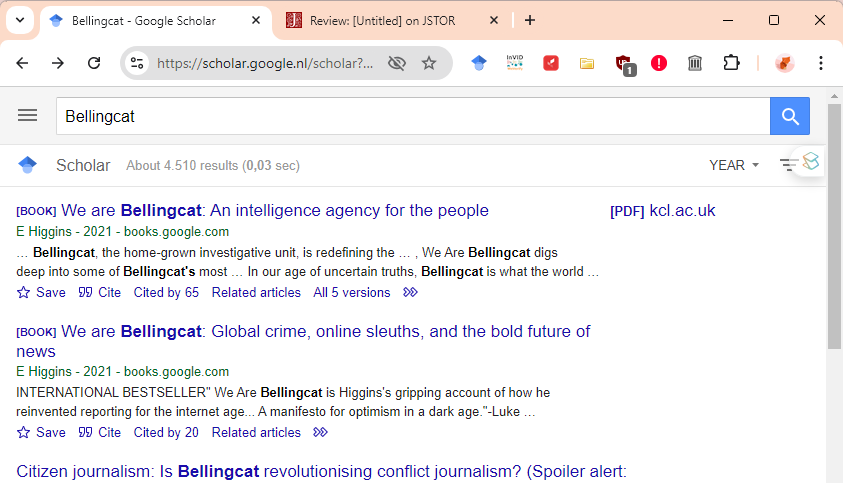 Bellingcat - Google Scholar
Review: [Untitled] on JSTOR
https://scholar.google.nl/scholar?...
InVID
1
Bellingcat
Scholar About 4.510 results (0,03 sec)
YEAR
[BOOK] We are Bellingcat: An intelligence agency for the people
[PDF] kcl.ac.uk
E Higgins - 2021 - books.google.com
... Bellingcat, the home-grown investigative unit, is redefining the ... , We Are Bellingcat digs
deep into some of Bellingcat's most ... In our age of uncertain truths, Bellingcat is what the world ...
Save Cite Cited by 65 Related articles All 5 versions
[BOOK] We are Bellingcat: Global crime, online sleuths, and the bold future of
news
E Higgins - 2021 - books.google.com
INTERNATIONAL BESTSELLER" We Are Bellingcat is Higgins's gripping account of how he
reinvented reporting for the internet age... A manifesto for optimism in a dark age."-Luke ...
Save Cite Cited by 20 Related articles
Citizen journalism: Is Bellingcat revolutionising conflict journalism? (Spoiler alert: